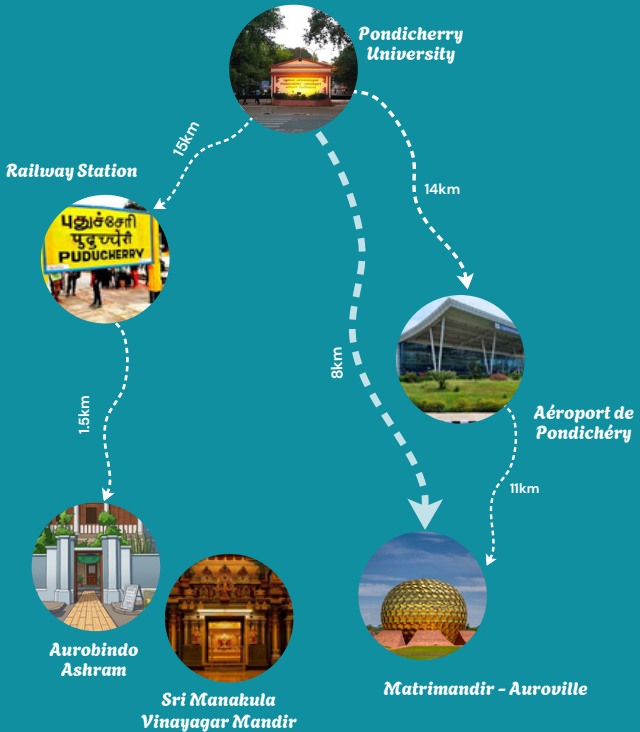 Pondicherry
University
15km
Railway Station
14km
புதுச்சேரி
पुदुच्चेरी
PUDUCHERRY
8km
Aéroport de
Pondichéry
1.5km
11km
Aurobindo
Ashram
Sri Manakula
Vinayagar Mandir
Matrimandir - Auroville